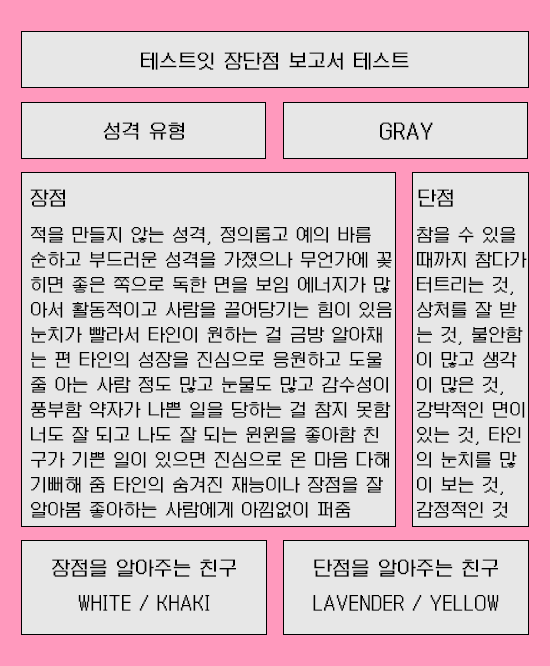 테스트잇 장단점 보고서 테스트
성격 유형
GRAY
장점
적을 만들지 않는 성격, 정의롭고 예의 바름
순하고 부드러운 성격을 가졌으나 무언가에 꽂
히면 좋은 쪽으로 독한 면을 보임 에너지가 많
아서 활동적이고 사람을 끌어당기는 힘이 있음
눈치가 빨라서 타인이 원하는 걸 금방 알아채
는 편 타인의 성장을 진심으로 응원하고 도울
줄 아는 사람 정도 많고 눈물도 많고 감수성이
풍부함 약자가 나쁜 일을 당하는 걸 참지 못함
너도 잘 되고 나도 잘 되는 윈윈을 좋아함 친
구가 기쁜 일이 있으면 진심으로 온 마음 다해
기뻐해 줌 타인의 숨겨진 재능이나 장점을 잘
알아봄 좋아하는 사람에게 아낌없이 퍼줌
단점
참을 수 있을
때까지 참다가
터트리는 것,
상처를 잘 받
는 것, 불안함
이 많고 생각
이 많은 것,
강박적인 면이
있는 것, 타인
의 눈치를 많
이 보는 것,
감정적인 것
장점을 알아주는 친구
WHITE / KHAKI
단점을 알아주는 친구
LAVENDER / YELLOW